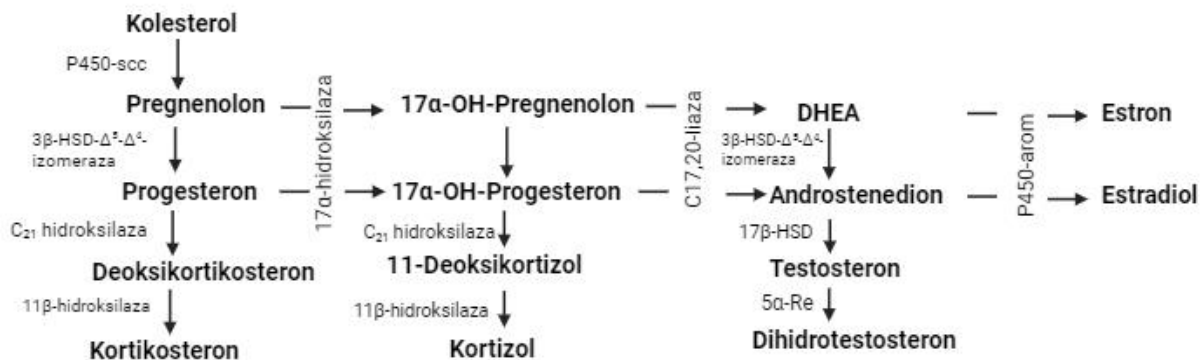 Kolesterol
P450-scc
Pregnenolon
17α-hidroksilaza
17α-OH-Pregnenolon
C17,20-liaza
DHEA
P450-arom
Estron
3β-HSD-Δ⁵-Δ⁴-
izomeraza
3β-HSD-Δ⁵-Δ⁴-
izomeraza
Progesteron
17α-OH-Progesteron
Androstenedion
Estradiol
C₂₁ hidroksilaza
C₂₁ hidroksilaza
17β-HSD
Deoksikortikosteron
11-Deoksikortizol
Testosteron
11β-hidroksilaza
11β-hidroksilaza
5α-Re
Kortikosteron
Kortizol
Dihidrotestosteron